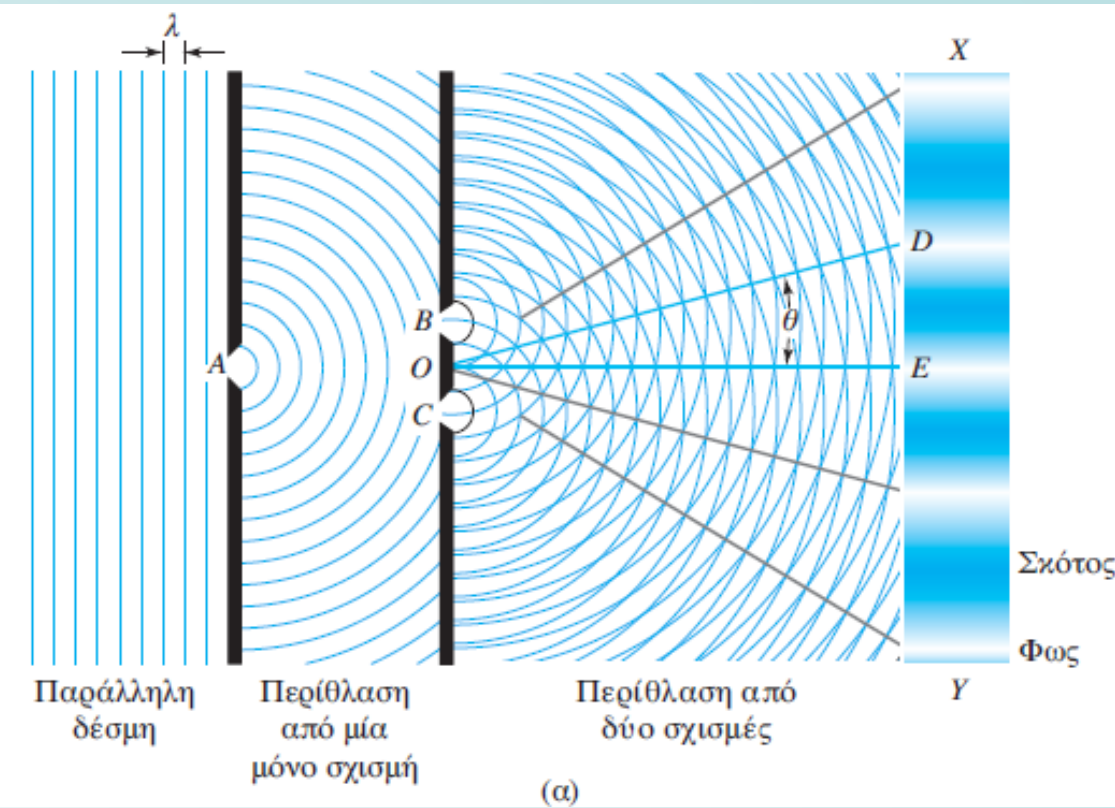 λ
X
D
B
θ
A
O
E
C
Σκότος
Φως
Παράλληλη
δέσμη
Περίθλαση
από μία
μόνο σχισμή
Περίθλαση από
δύο σχισμές
Y
(α)